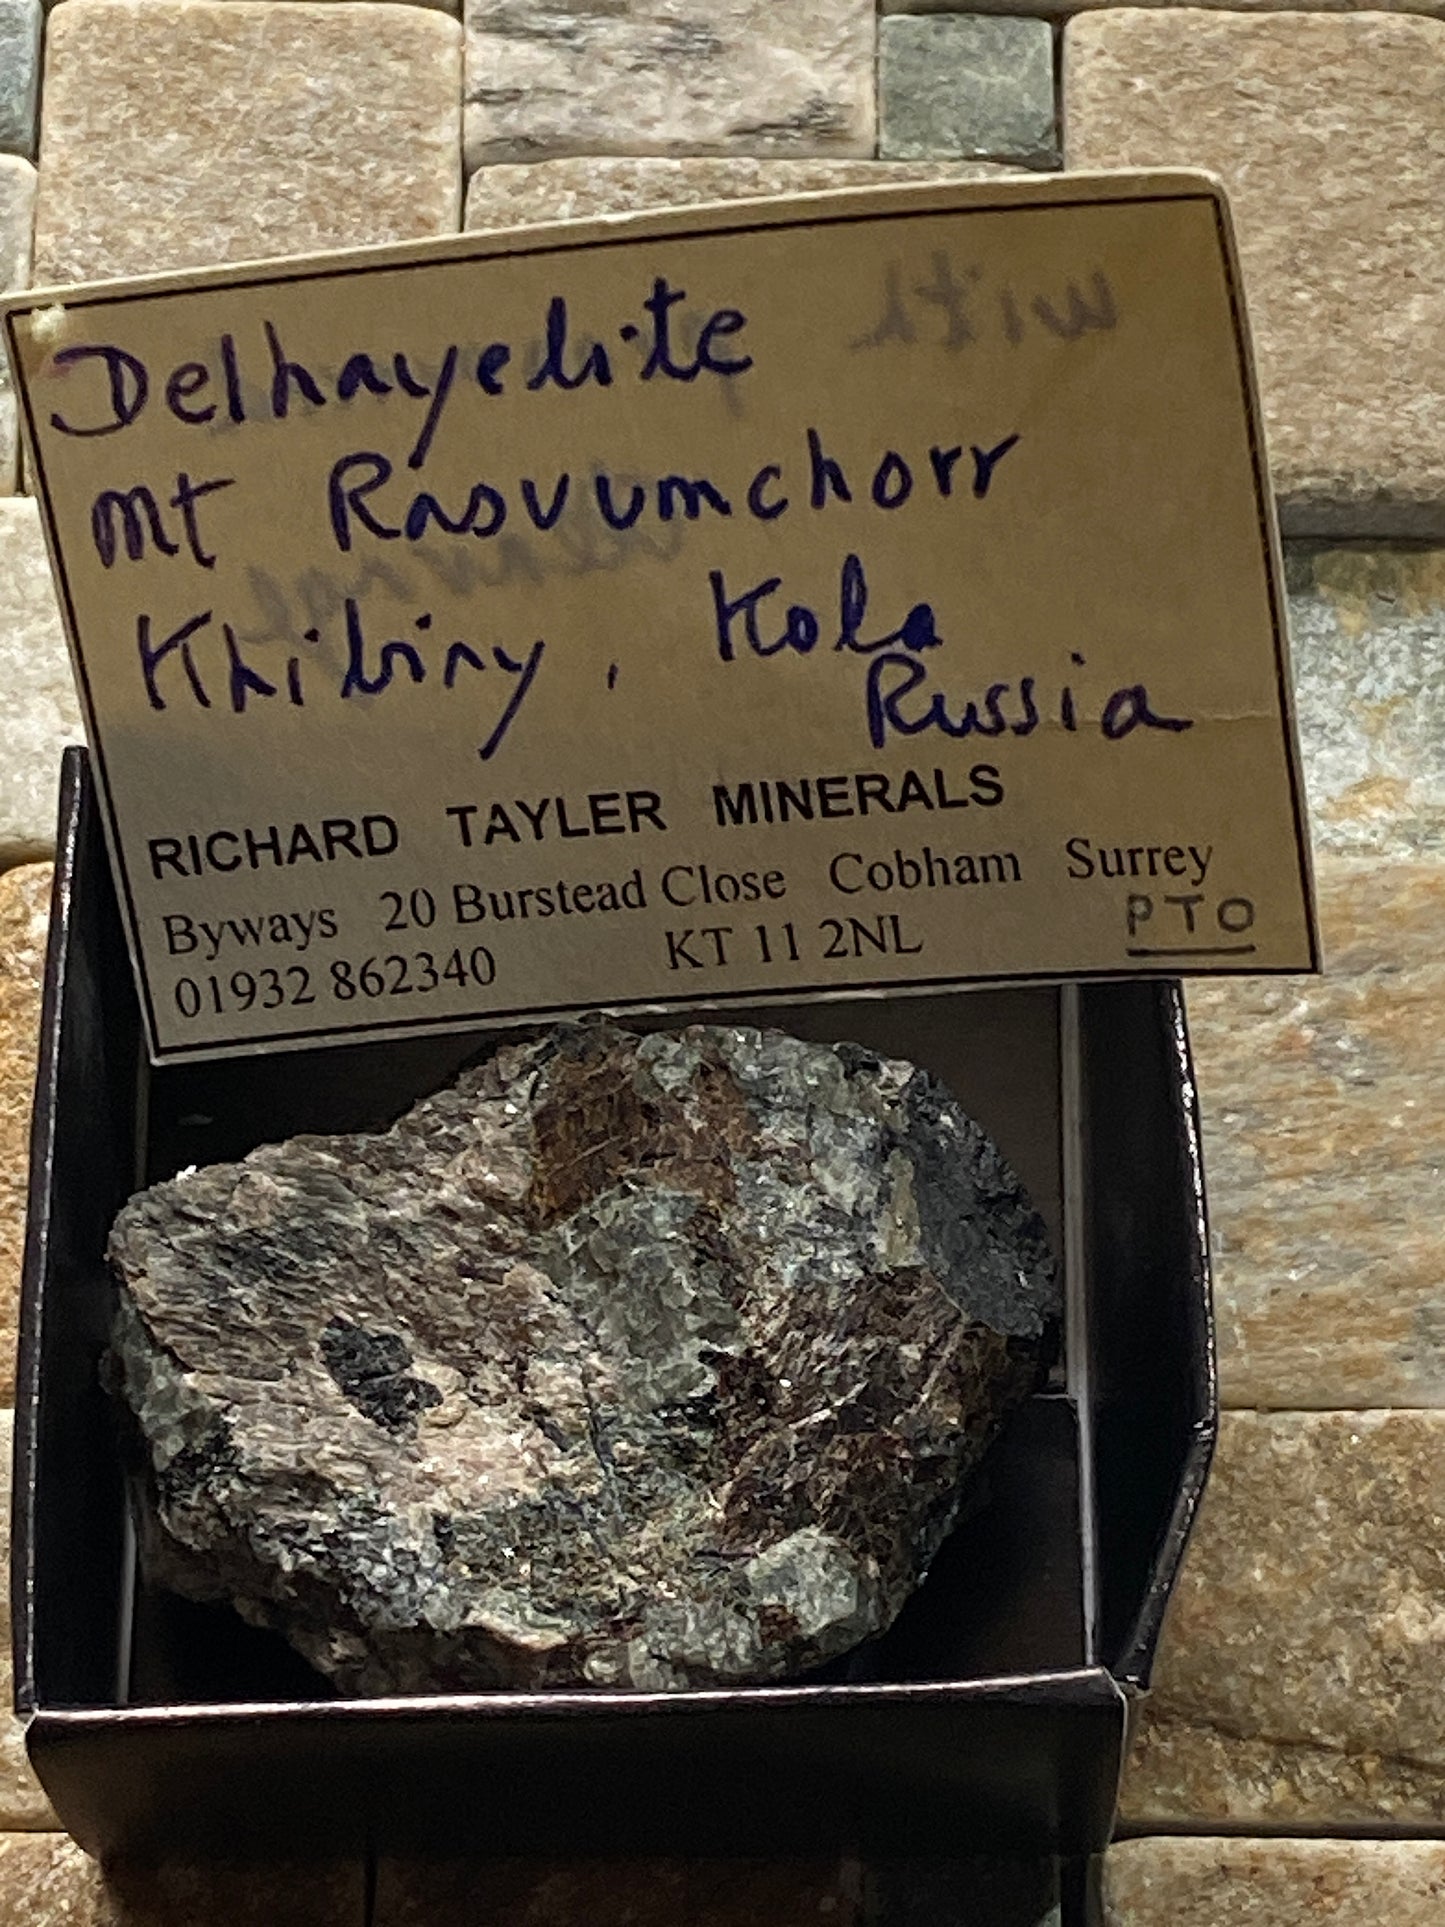 Delhayelite
Mt Rasvumchorr
Khibiny, Kola
Russia
RICHARD TAYLER MINERALS
Byways 20 Burstead Close Cobham Surrey
01932 862340 KT 11 2NL
PTO